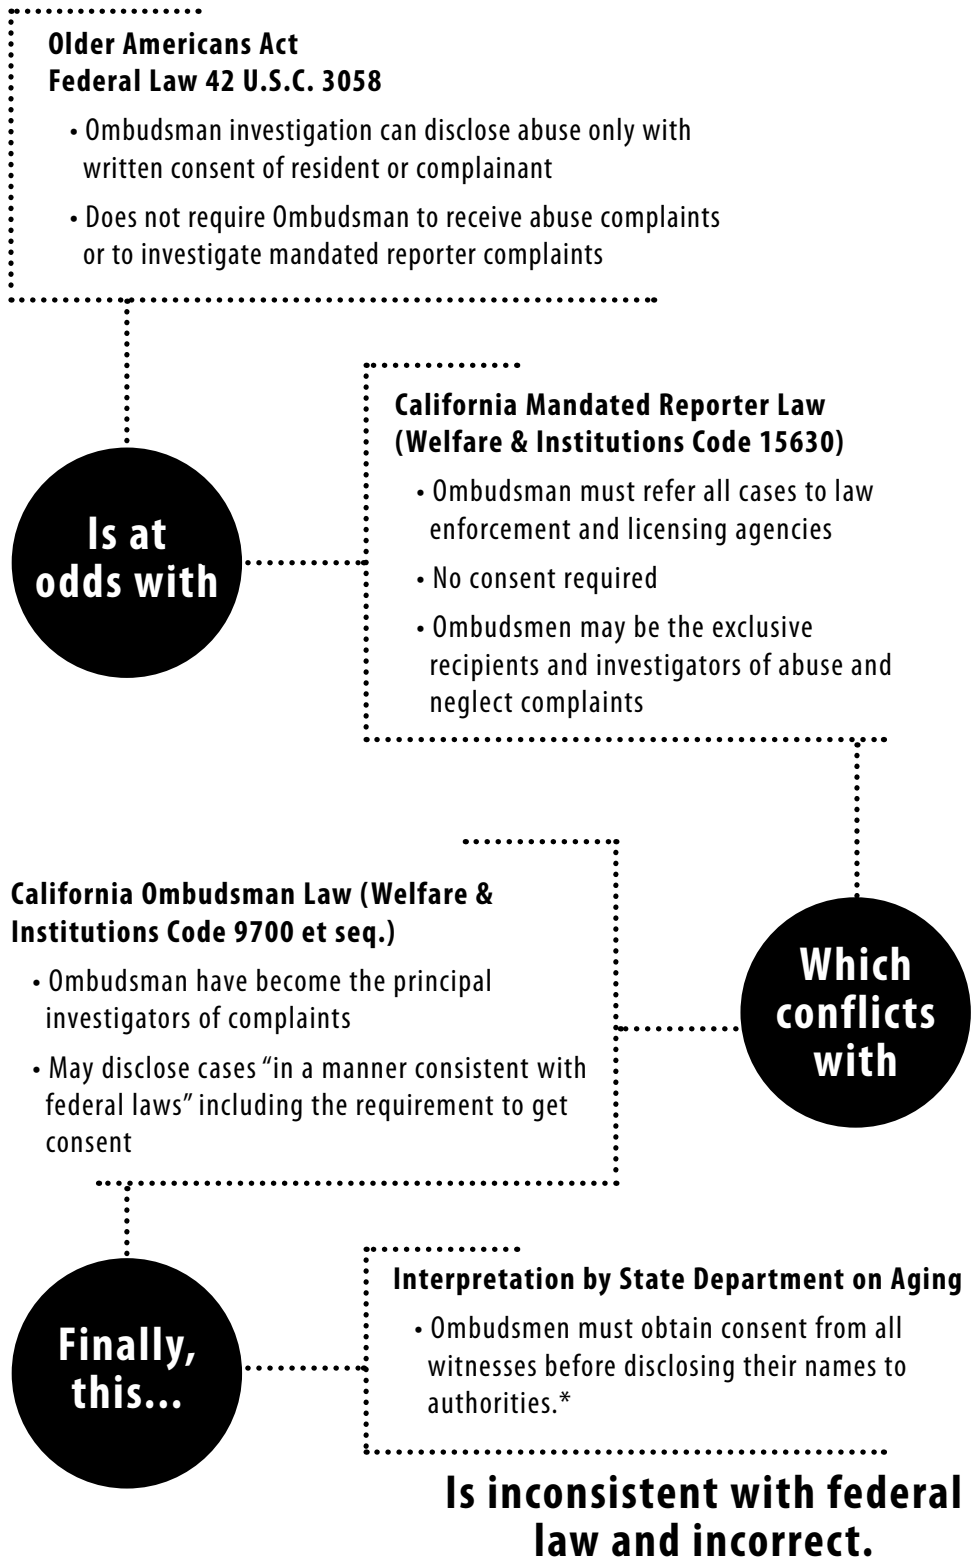 Older Americans Act
Federal Law 42 U.S.C. 3058
• Ombudsman investigation can disclose abuse only with
written consent of resident or complainant
• Does not require Ombudsman to receive abuse complaints
or to investigate mandated reporter complaints
Is at
odds with
California Mandated Reporter Law
(Welfare & Institutions Code 15630)
• Ombudsman must refer all cases to law
enforcement and licensing agencies
• No consent required
• Ombudsmen may be the exclusive
recipients and investigators of abuse and
neglect complaints
Which
conflicts
with
California Ombudsman Law (Welfare &
Institutions Code 9700 et seq.)
• Ombudsman have become the principal
investigators of complaints
• May disclose cases “in a manner consistent with
federal laws” including the requirement to get
consent
Finally,
this...
Interpretation by State Department on Aging
• Ombudsmen must obtain consent from all
witnesses before disclosing their names to
authorities.*
Is inconsistent with federal
law and incorrect.